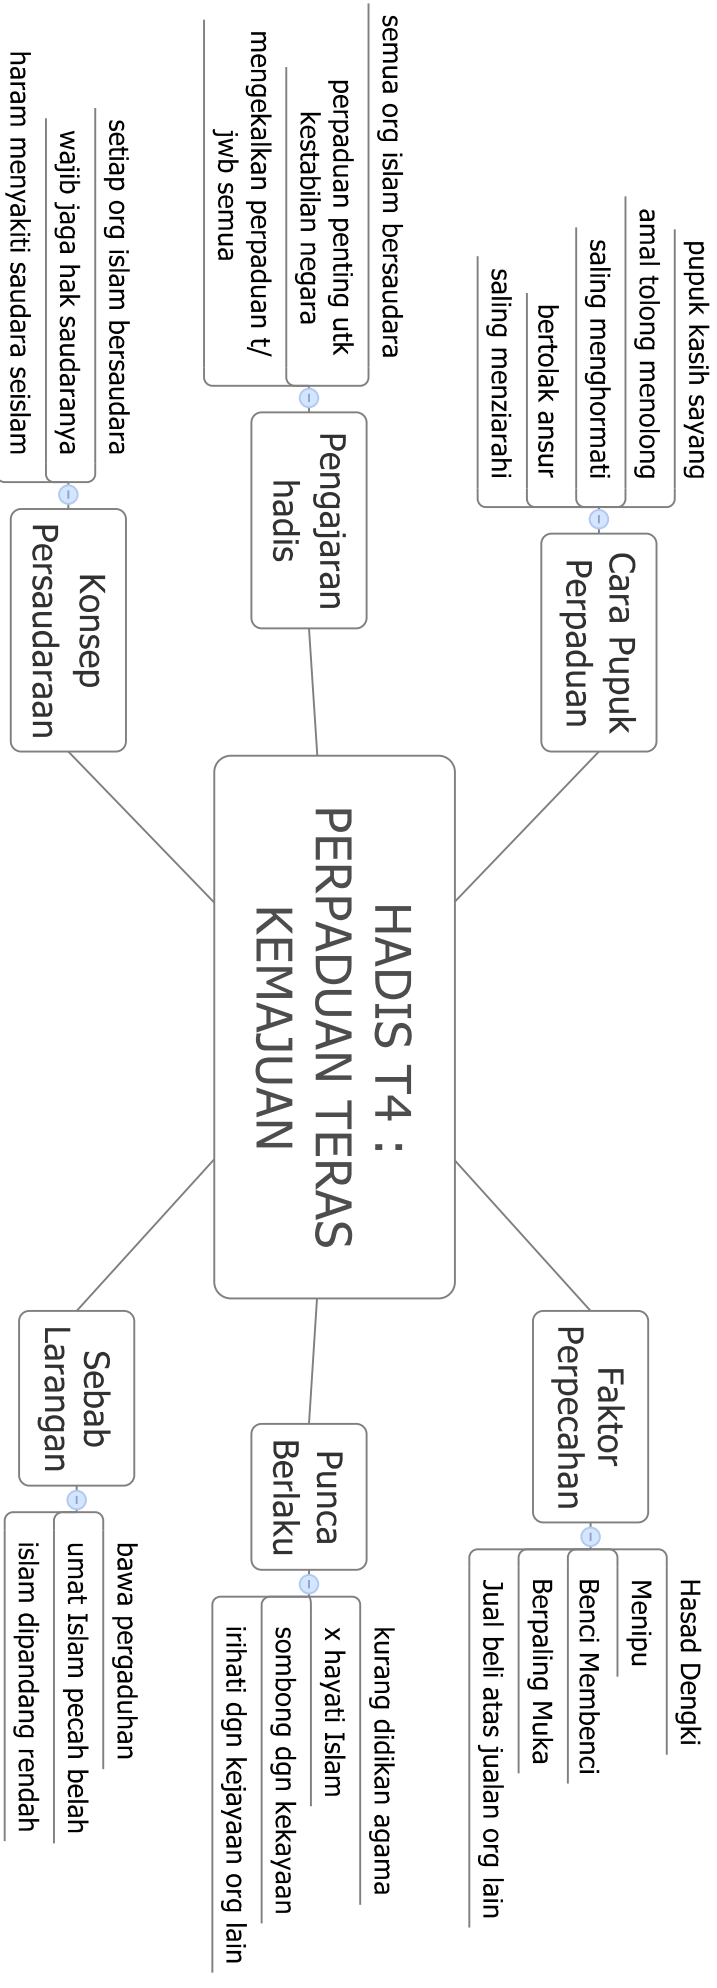 HADIS T4 :
PERPADUAN TERAS
KEMAJUAN
Cara Pupuk
Perpaduan
pupuk kasih sayang
amal tolong menolong
saling menghormati
bertolak ansur
saling menziarahi
Pengajaran
hadis
semua org islam bersaudara
perpaduan penting utk
kestabilan negara
mengekalkan perpaduan t/
jwb semua
Konsep
Persaudaraan
setiap org islam bersaudara
wajib jaga hak saudaranya
haram menyakiti saudara seislam
Faktor
Perpecahan
Hasad Dengki
Menipu
Benci Membenci
Berpaling Muka
Jual beli atas jualan org lain
Punca
Berlaku
kurang didikan agama
x hayati Islam
sombong dgn kekayaan
irihati dgn kejayaan org lain
Sebab
Larangan
bawa pergaduhan
umat Islam pecah belah
islam dipandang rendah